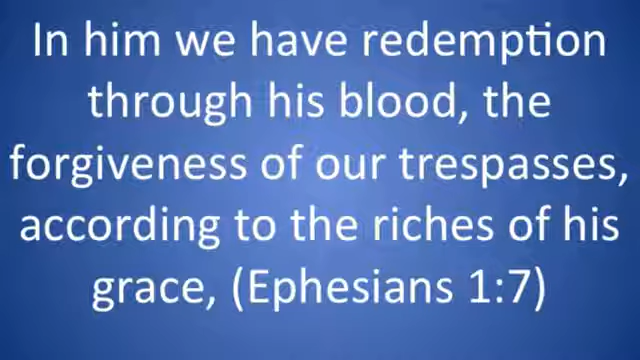 In him we have redemption
through his blood, the
forgiveness of our trespasses,
according to the riches of his
grace, (Ephesians 1:7)